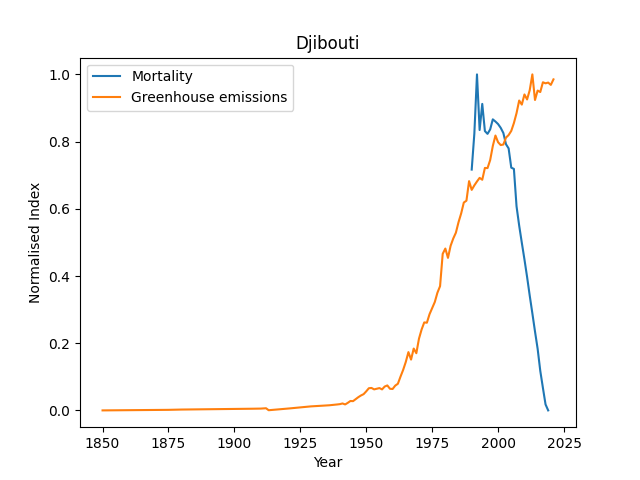 Djibouti
Mortality
Greenhouse emissions
Normalised Index
1.0
0.8
0.6
0.4
0.2
0.0
1850 1875 1900 1925 1950 1975 2000 2025
Year